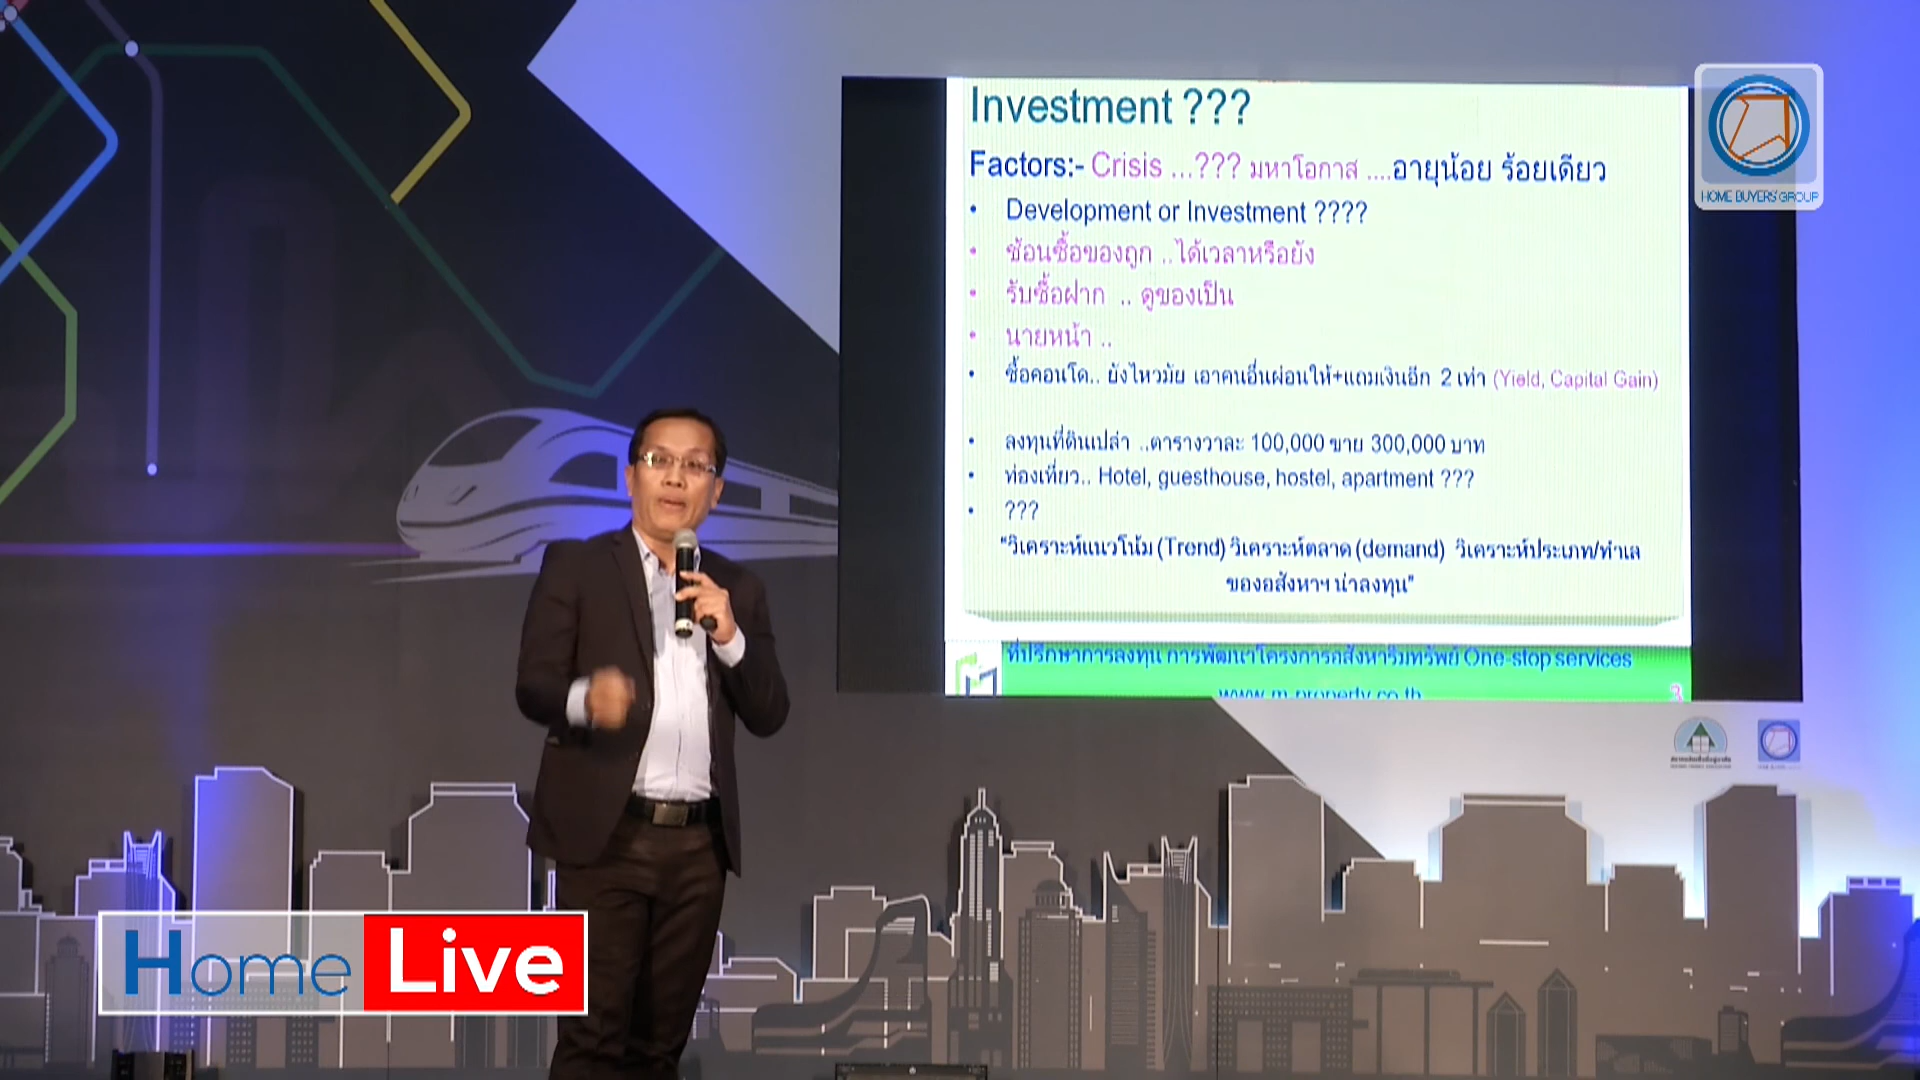 Investment ???
Factors:- Crisis ...??? มหาโอกาส ....อายุน้อย ร้อยเดียว
• Development or Investment ????
• ช้อนซื้อของถูก ..ได้เวลาหรือยัง
• รับซื้อฝาก .. ดูของเป็น
• นายหน้า ..
• ซื้อคอนโด.. ยังไหวมัย เอาคนอื่นผ่อนให้+แถมเงินอีก 2 เท่า (Yield, Capital Gain)
• ลงทุนที่ดินเปล่า ..ตารางวาละ 100,000 ขาย 300,000 บาท
• ท่องเที่ยว.. Hotel, guesthouse, hostel, apartment ???
• ???
"วิเคราะห์แนวโน้ม (Trend) วิเคราะห์ตลาด (demand) วิเคราะห์ประเภท/ทำเล
ของอสังหาฯ น่าลงทุน"
ที่ปรึกษาการลงทุน การพัฒนาโครงการอสังหาริมทรัพย์ One-stop services
www.m-property.co.th
3
HOME BUYERS' GROUP
Home Live